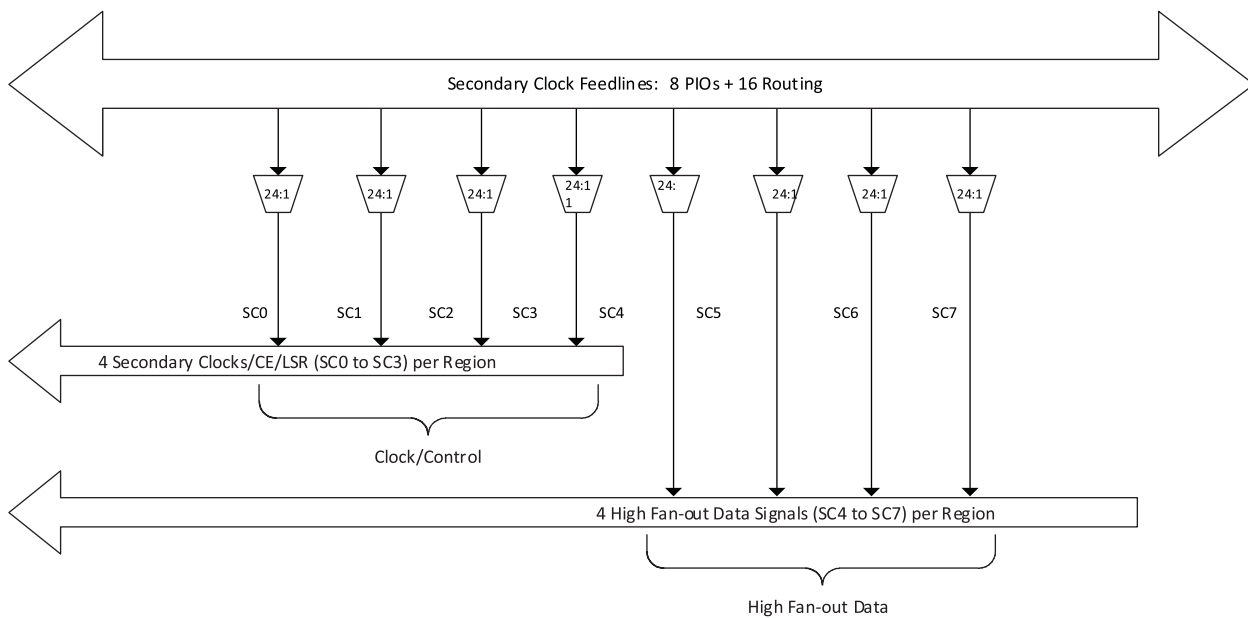 Secondary Clock Feedlines: 8 PIOs + 16 Routing
24:1
24:1
24:1
24:1
1
24:
24:1
24:1
24:1
SC0
SC1
SC2
SC3
SC4
SC5
SC6
SC7
4 Secondary Clocks/CE/LSR (SC0 to SC3) per Region
Clock/Control
4 High Fan-out Data Signals (SC4 to SC7) per Region
High Fan-out Data